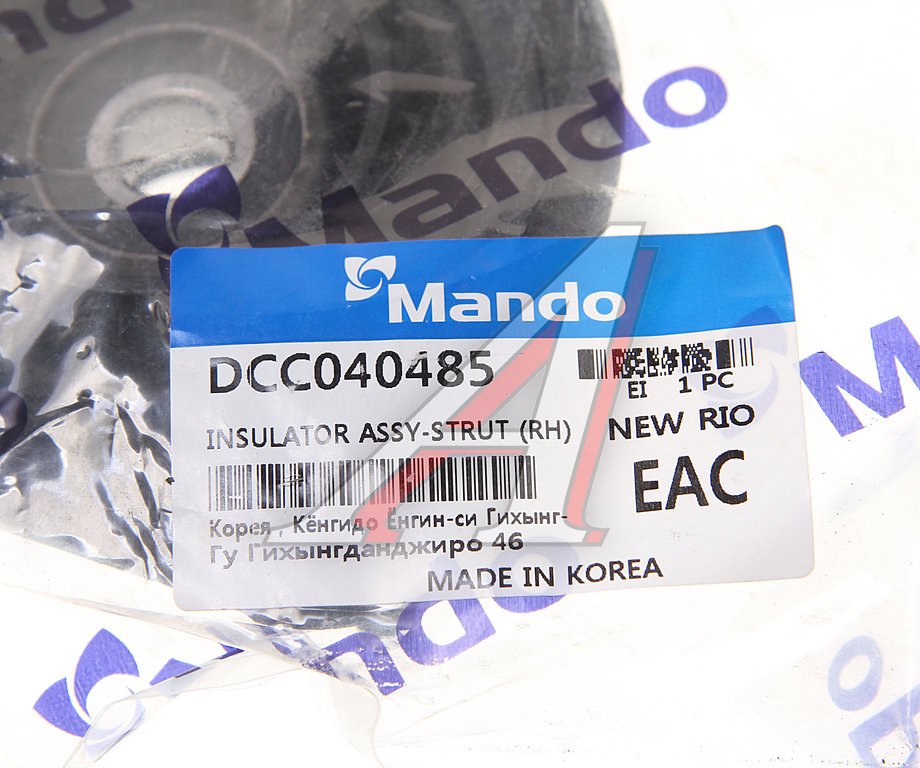 Mando
Mando
Mando
DCC040485
EI 1 PC
INSULATOR ASSY-STRUT (RH)
NEW RIO
EAC
Корея , Кёнгидо Ёнгин-си Гихынг-
Гу Гихынгданджиро 46
MADE IN KOREA